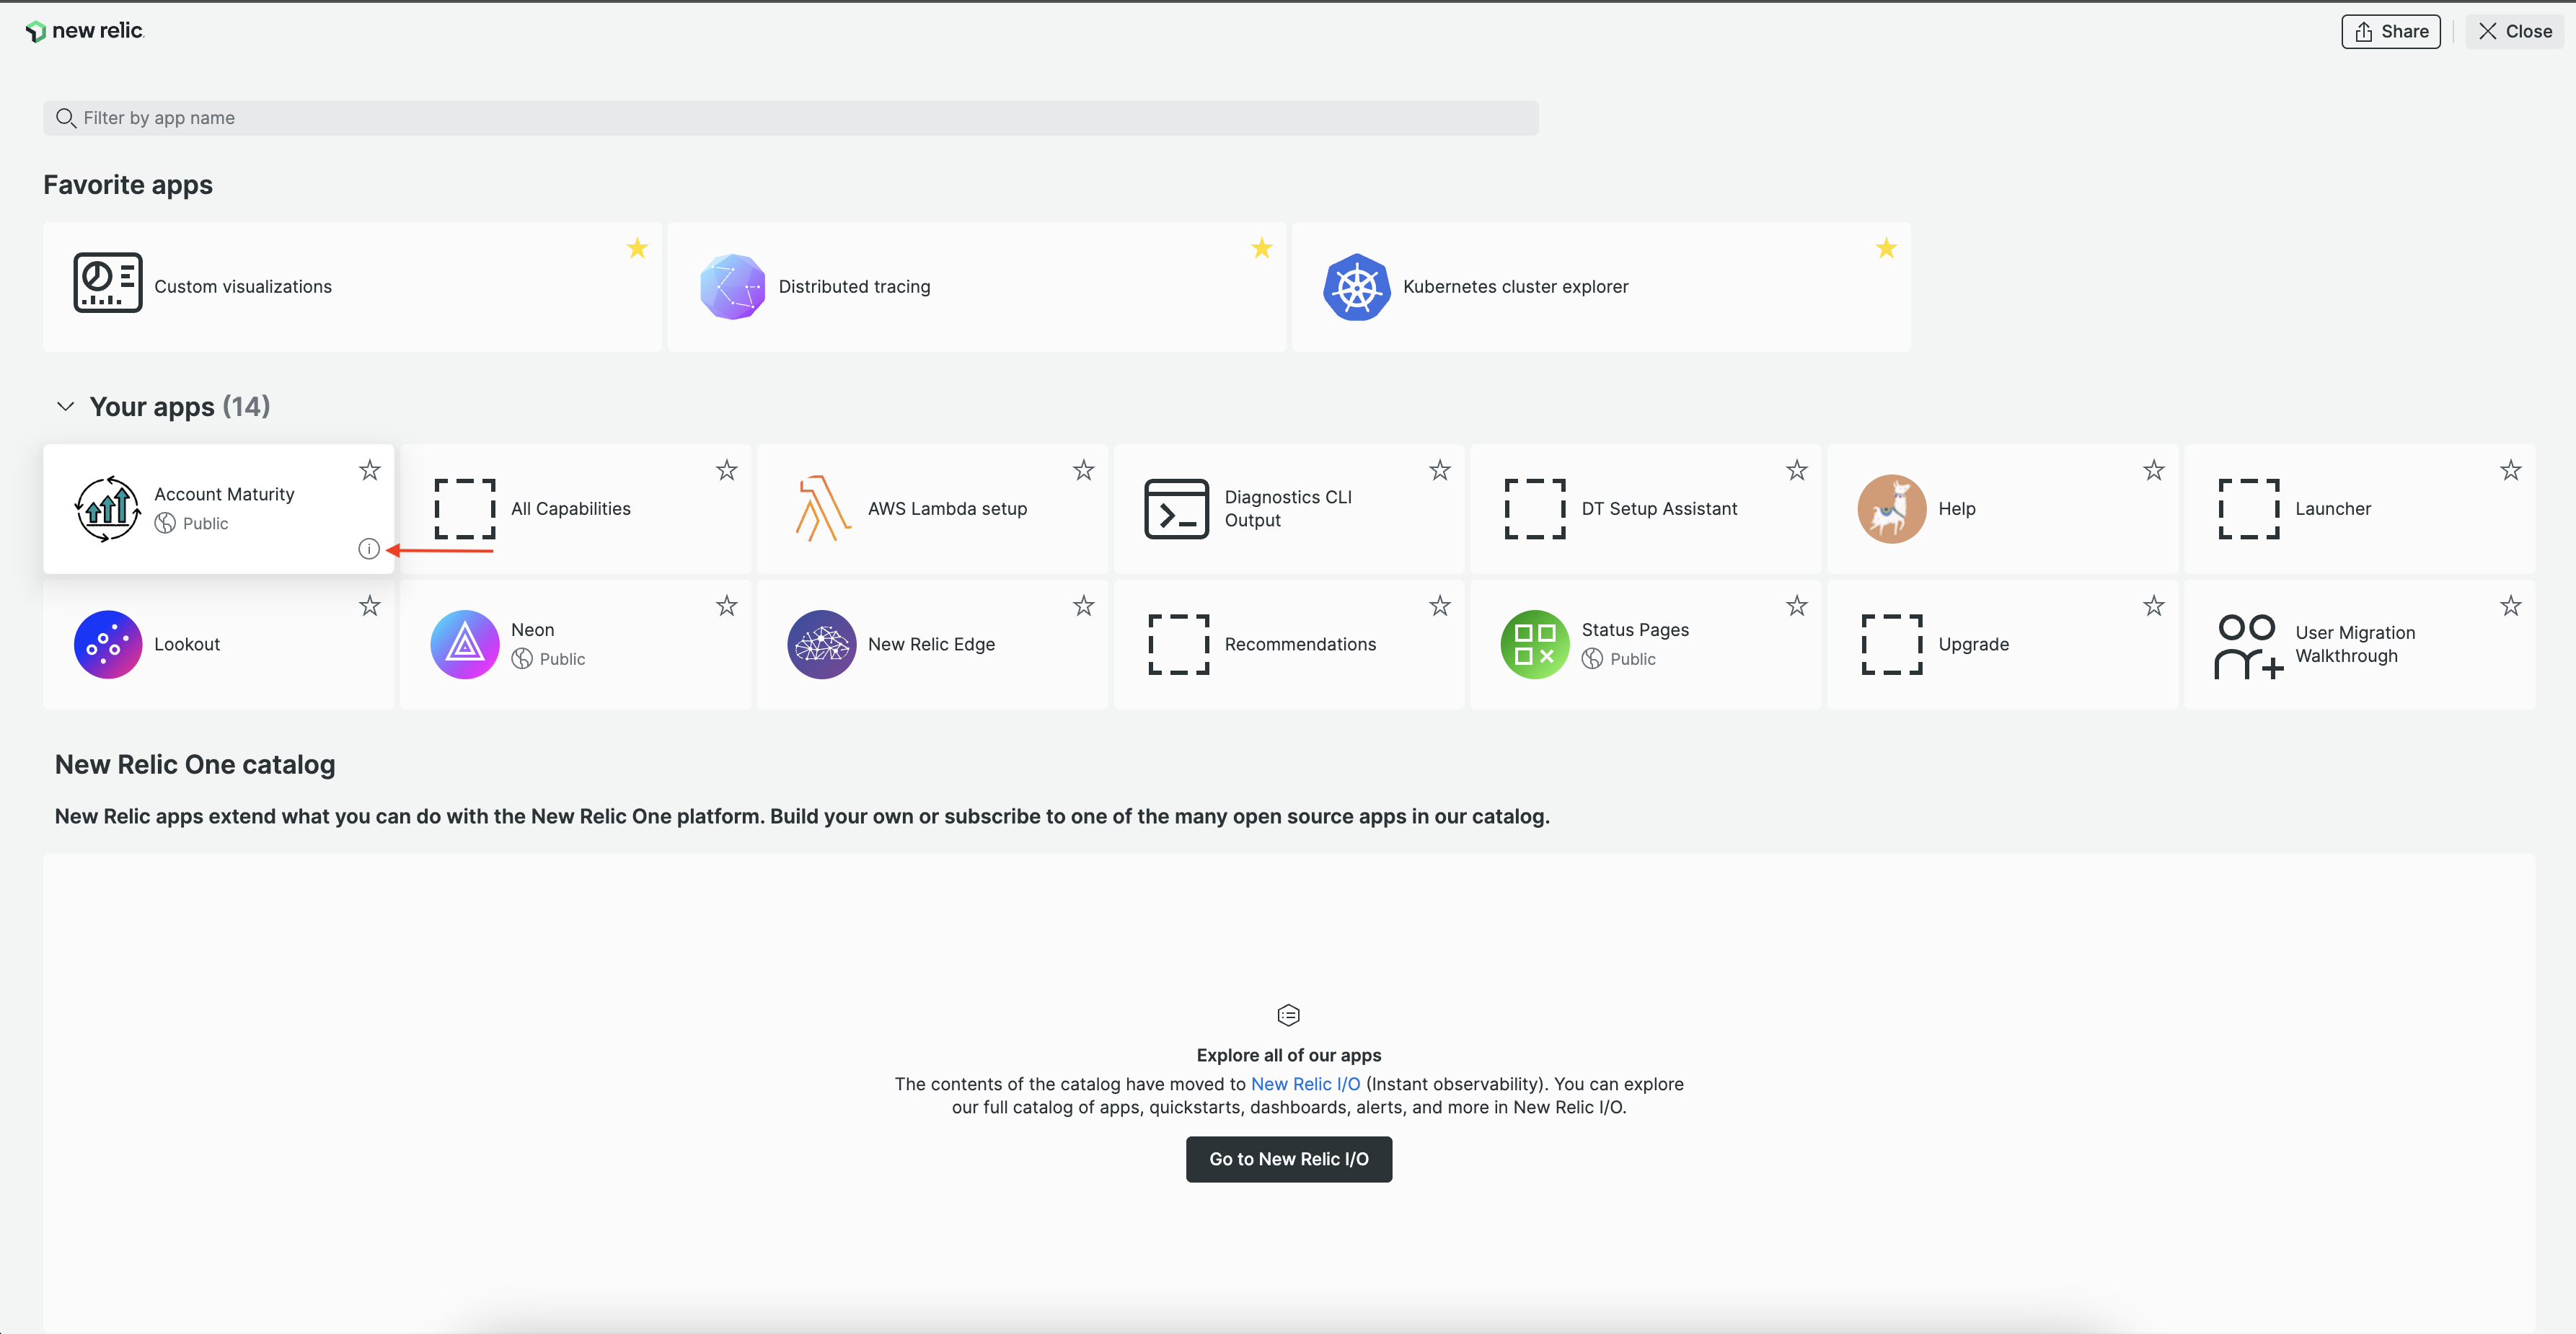 new relic
Share
Close
Filter by app name
Favorite apps
Custom visualizations
Distributed tracing
Kubernetes cluster explorer
Your apps (14)
Account Maturity
Public
All Capabilities
AWS Lambda setup
Diagnostics CLI
Output
DT Setup Assistant
Help
Launcher
Lookout
Neon
Public
New Relic Edge
Recommendations
Status Pages
Public
Upgrade
User Migration
Walkthrough
New Relic One catalog
New Relic apps extend what you can do with the New Relic One platform. Build your own or subscribe to one of the many open source apps in our catalog.
Explore all of our apps
The contents of the catalog have moved to New Relic I/O (Instant observability). You can explore
our full catalog of apps, quickstarts, dashboards, alerts, and more in New Relic I/O.
Go to New Relic I/O